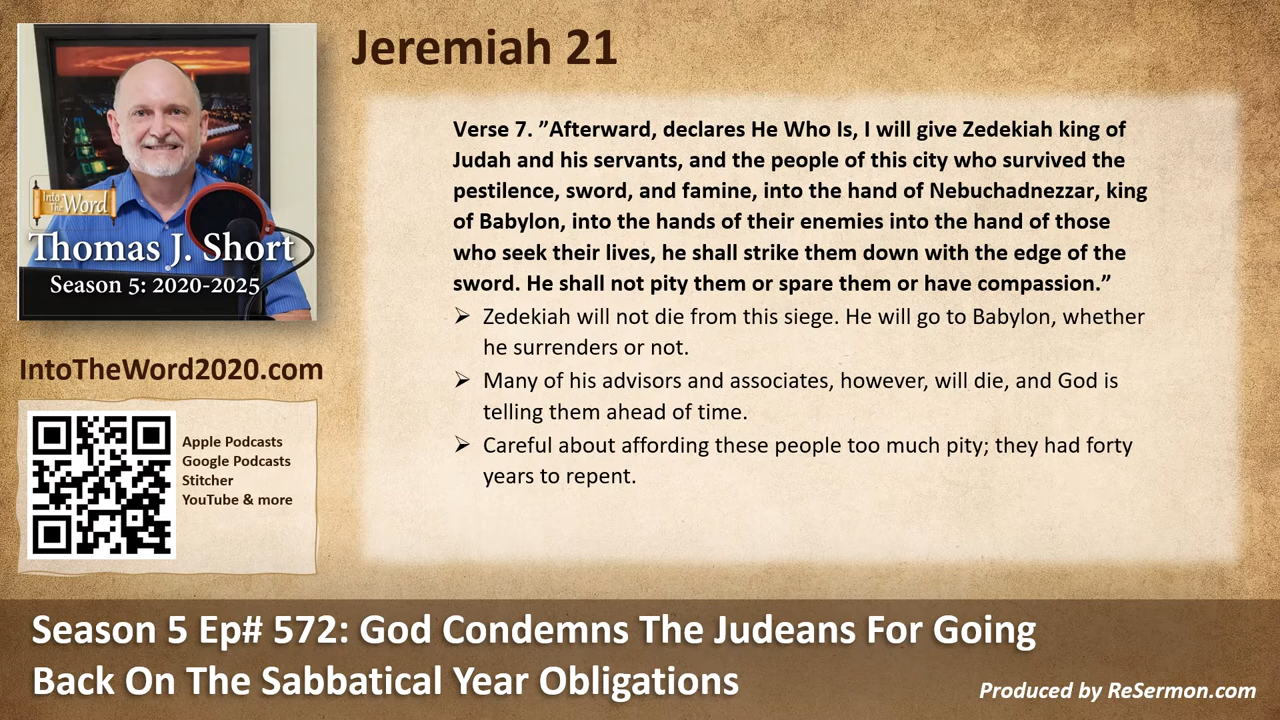 Into
The Word
Thomas J. Short
Season 5: 2020-2025
IntoTheWord2020.com
Apple Podcasts
Google Podcasts
Stitcher
YouTube & more
Jeremiah 21
Verse 7. ”Afterward, declares He Who Is, I will give Zedekiah king of
Judah and his servants, and the people of this city who survived the
pestilence, sword, and famine, into the hand of Nebuchadnezzar, king
of Babylon, into the hands of their enemies into the hand of those
who seek their lives, he shall strike them down with the edge of the
sword. He shall not pity them or spare them or have compassion.”
➢ Zedekiah will not die from this siege. He will go to Babylon, whether
he surrenders or not.
➢ Many of his advisors and associates, however, will die, and God is
telling them ahead of time.
➢ Careful about affording these people too much pity; they had forty
years to repent.
Season 5 Ep# 572: God Condemns The Judeans For Going
Back On The Sabbatical Year Obligations
Produced by ReSermon.com